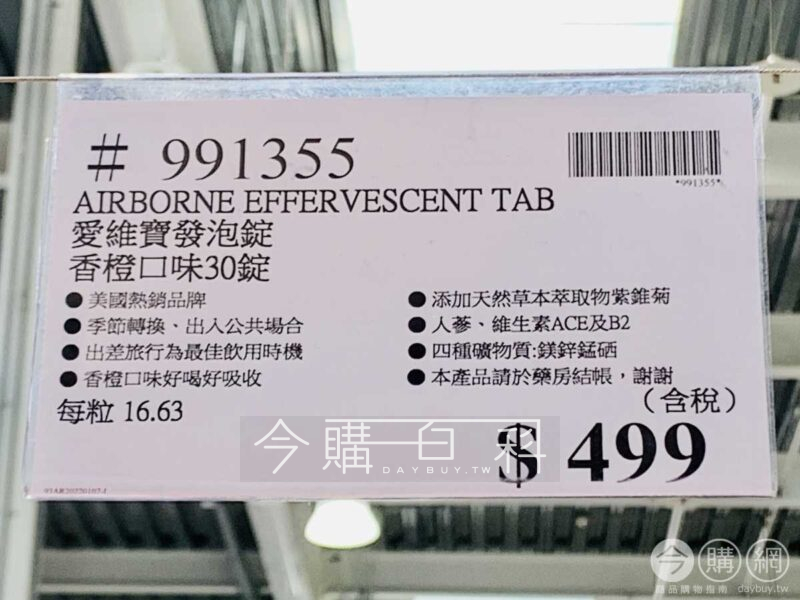 # 991355
*991355*
AIRBORNE EFFERVESCENT TAB
愛維寶發泡錠
香橙口味30錠
●美國熱銷品牌
●季節轉換、出入公共場合
●出差旅行為最佳飲用時機
●香橙口味好喝好吸收
●添加天然草本萃取物紫錐菊
●人蔘、維生素ACE及B2
●四種礦物質:鎂鋅錳硒
●本產品請於藥房結帳，謝謝
每粒 16.63
（含稅）
$ 499
今購百科
DAYBUY.TW
今購網
商品購物指南 daybuy.tw